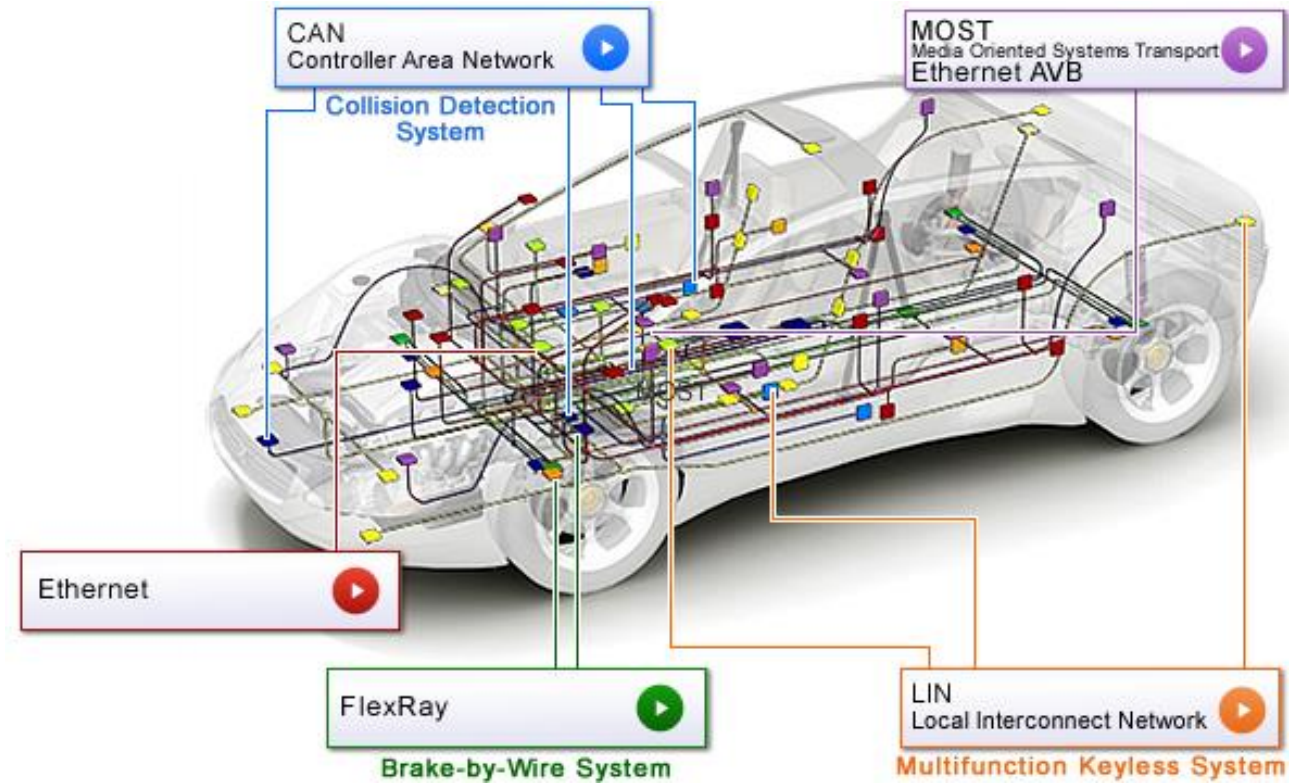 CAN
Controller Area Network
Collision Detection
System
MOST
Media Oriented Systems Transport
Ethernet AVB
MOST
Ethernet
FlexRay
Brake-by-Wire System
LIN
Local Interconnect Network
Multifunction Keyless System